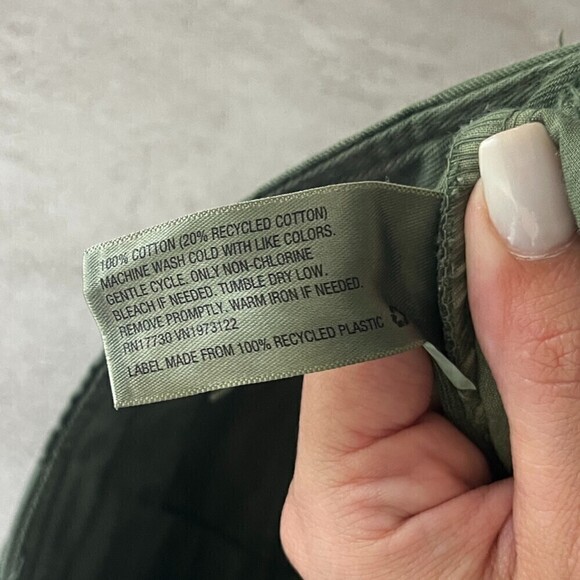 100% COTTON (20% RECYCLED COTTON)
MACHINE WASH COLD WITH LIKE COLORS.
GENTLE CYCLE. ONLY NON-CHLORINE
BLEACH IF NEEDED. TUMBLE DRY LOW.
REMOVE PROMPTLY. WARM IRON IF NEEDED.
RN17730 VN1973122
LABEL MADE FROM 100% RECYCLED PLASTIC